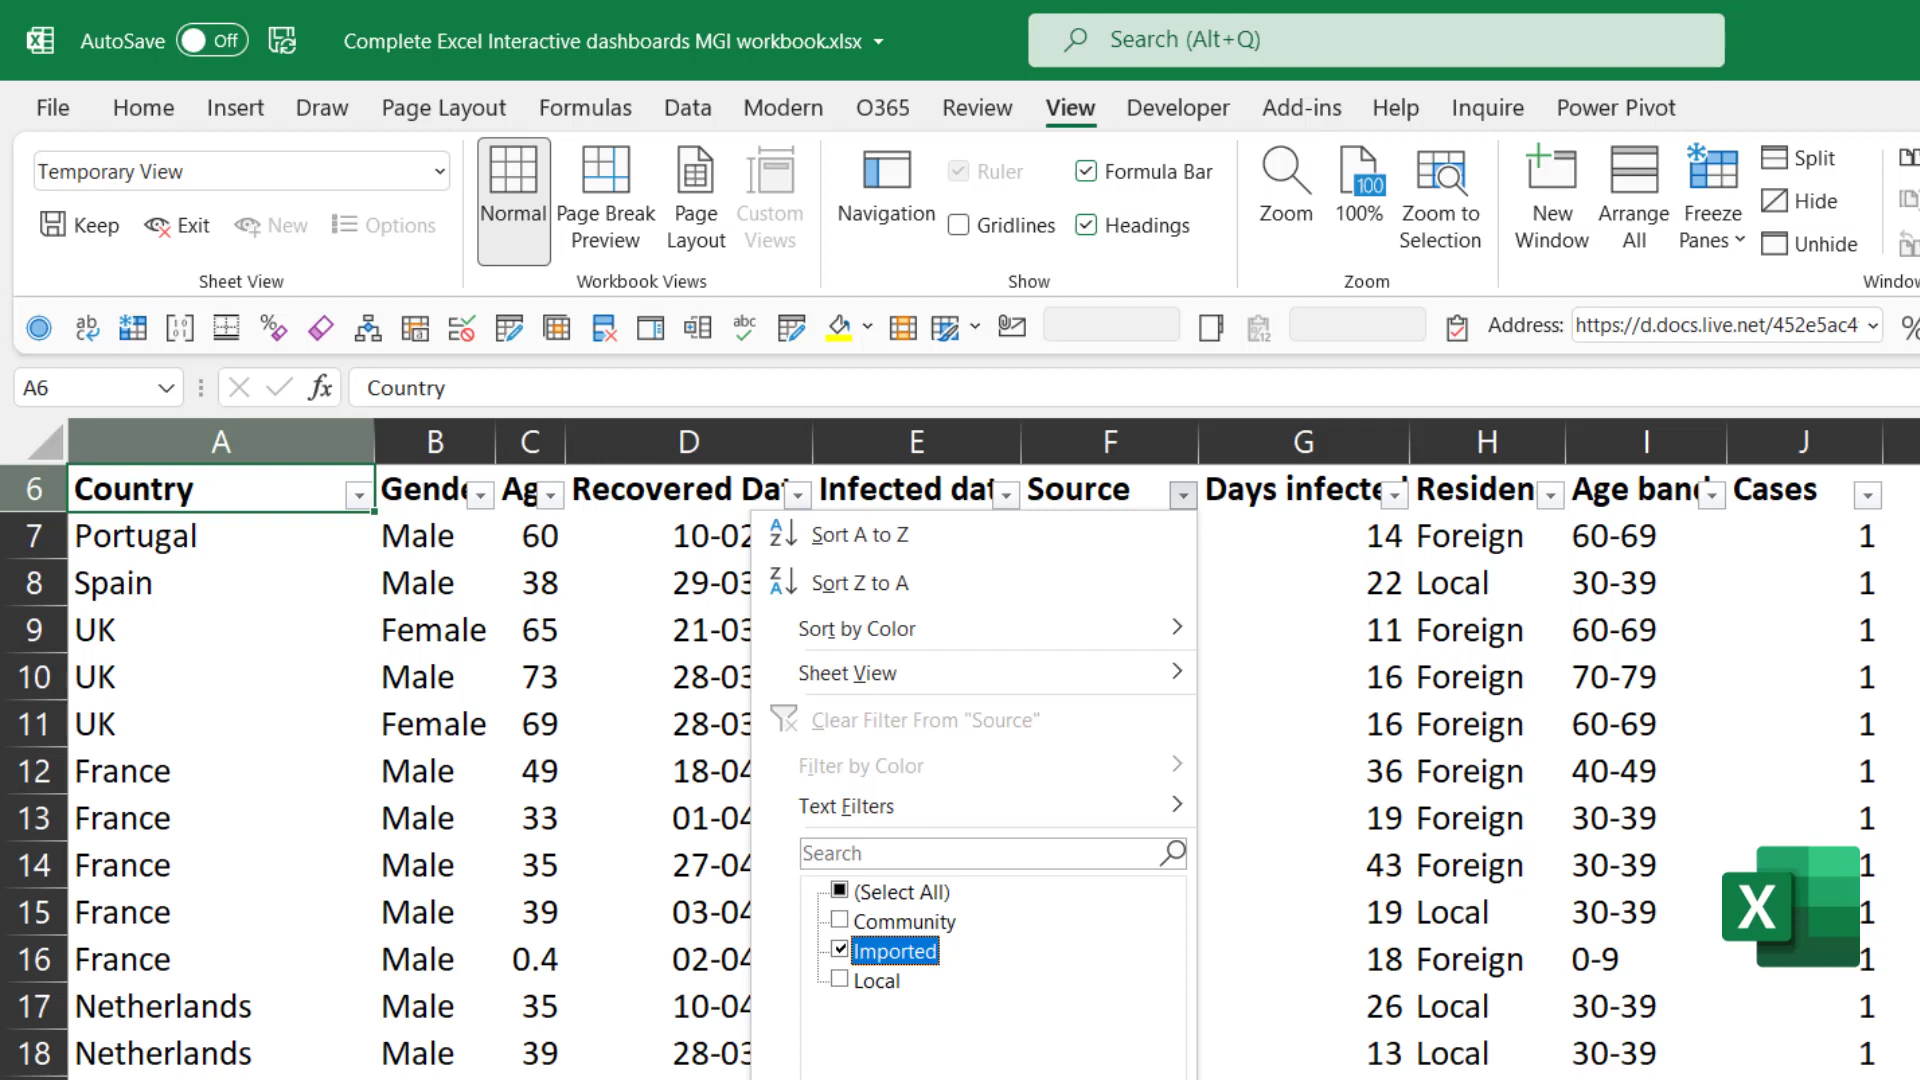 AutoSave Off Complete Excel Interactive dashboards MGI workbook.xlsx Search (Alt+Q)
File Home Insert Draw Page Layout Formulas Data Modern O365 Review View Developer Add-ins Help Inquire Power Pivot
Temporary View
Keep Exit New Options
Sheet View
Normal
Page Break Preview
Page Layout
Custom Views
Workbook Views
Navigation
Ruler Formula Bar
Gridlines Headings
Show
Zoom
100
100%
Zoom to Selection
Zoom
New Window
Arrange All
Freeze Panes
Split
Hide
Unhide
Window
Address: https://d.docs.live.net/452e5ac4
A6 fx Country
A B C D E F G H I J
6 Country Gende Ag Recovered Dat Infected dat Source Days infecte Residen Age ban Cases
7 Portugal Male 60 10-02 14 Foreign 60-69 1
8 Spain Male 38 29-03 22 Local 30-39 1
9 UK Female 65 21-03 11 Foreign 60-69 1
10 UK Male 73 28-03 16 Foreign 70-79 1
11 UK Female 69 28-03 16 Foreign 60-69 1
12 France Male 49 18-04 36 Foreign 40-49 1
13 France Male 33 01-04 19 Foreign 30-39 1
14 France Male 35 27-04 43 Foreign 30-39 1
15 France Male 39 03-04 19 Local 30-39 1
16 France Male 0.4 02-04 18 Foreign 0-9 1
17 Netherlands Male 35 10-04 26 Local 30-39 1
18 Netherlands Male 39 28-03 13 Local 30-39 1
Sort A to Z
Sort Z to A
Sort by Color
Sheet View
Clear Filter From "Source"
Filter by Color
Text Filters
Search
(Select All)
Community
Imported
Local
X